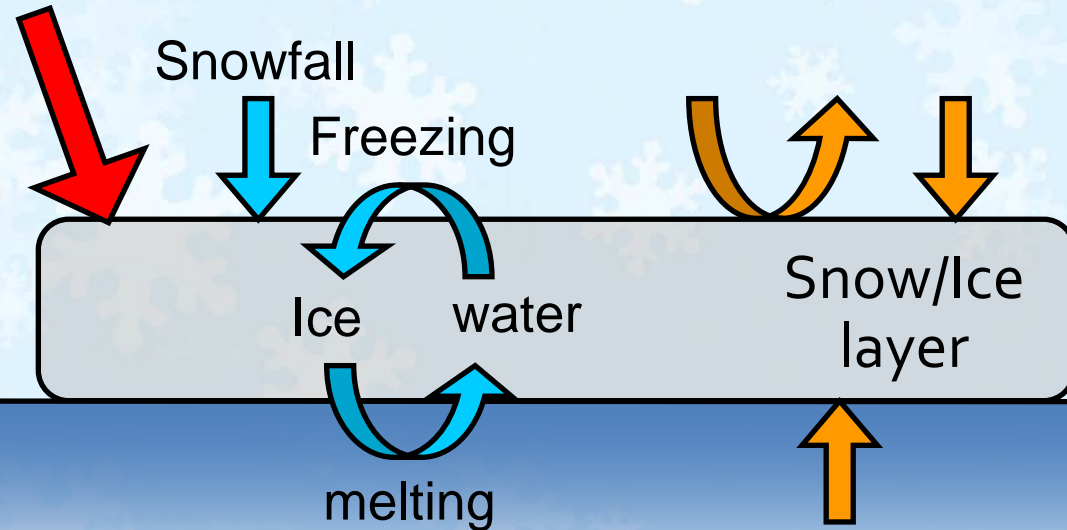 Snowfall
Freezing
Ice
water
Snow/Ice
layer
melting